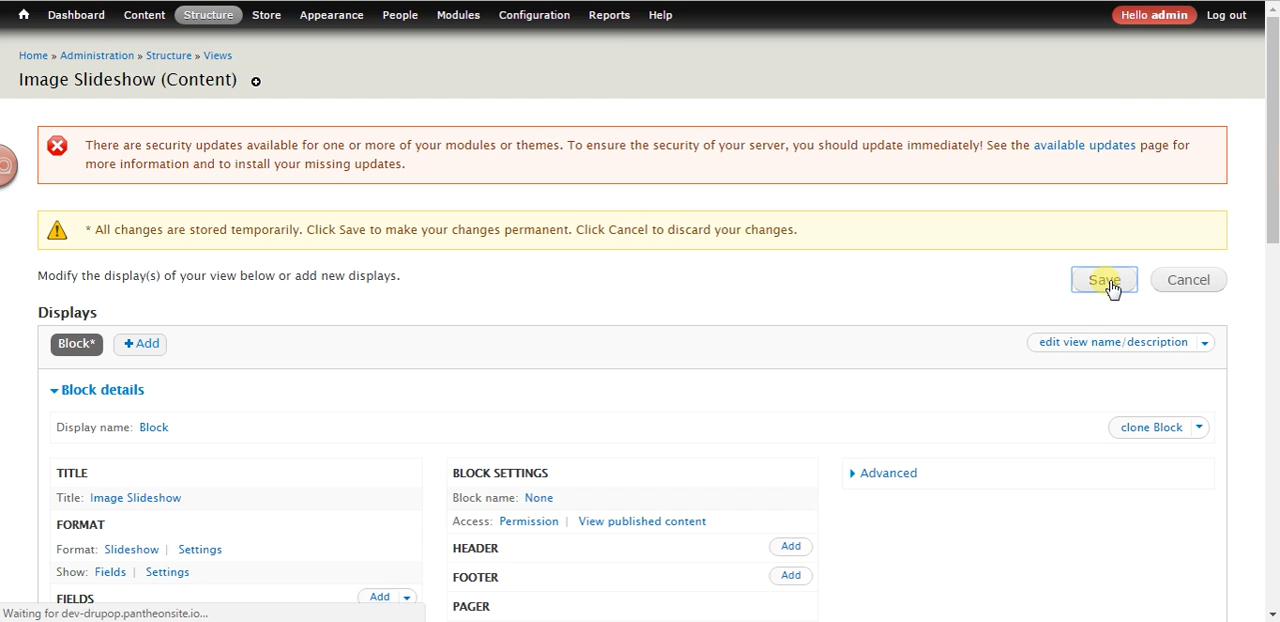 Dashboard Content Structure Store Appearance People Modules Configuration Reports Help Hello admin Log out
Home » Administration » Structure » Views
Image Slideshow (Content)
There are security updates available for one or more of your modules or themes. To ensure the security of your server, you should update immediately! See the available updates page for
more information and to install your missing updates.
* All changes are stored temporarily. Click Save to make your changes permanent. Click Cancel to discard your changes.
Modify the display(s) of your view below or add new displays. Save Cancel
Displays
Block* Add edit view name/description
Block details
Display name: Block clone Block
TITLE BLOCK SETTINGS Advanced
Title: Image Slideshow Block name: None
FORMAT Access: Permission | View published content
Format: Slideshow | Settings HEADER Add
Show: Fields | Settings FOOTER Add
FIELDS Add PAGER
Waiting for dev-drupop.pantheonsite.io...